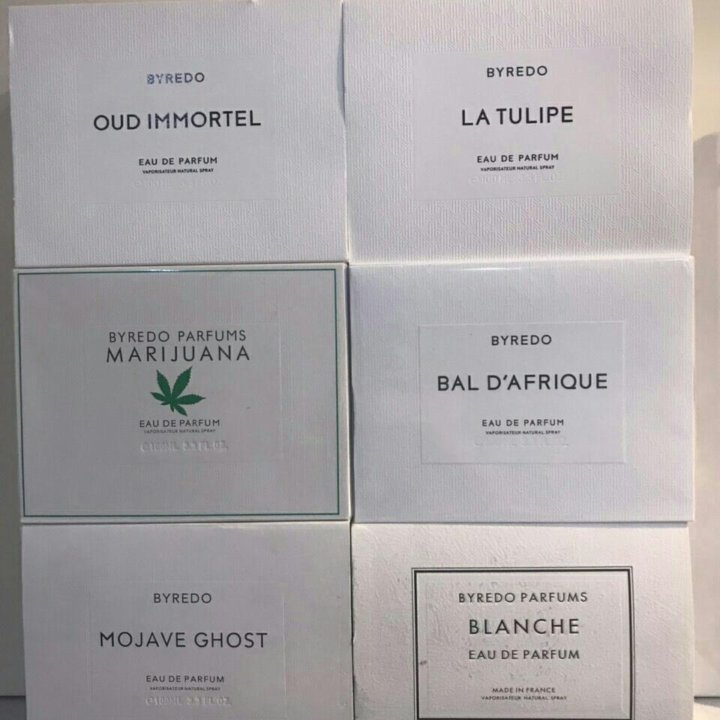 BYREDO
OUD IMMORTEL
EAU DE PARFUM
VAPORISATEUR NATURAL SPRAY
BYREDO
LA TULIPE
EAU DE PARFUM
VAPORISATEUR NATURAL SPRAY
BYREDO PARFUMS
MARIJUANA
EAU DE PARFUM
VAPORISATEUR NATURAL SPRAY
BYREDO
BAL D'AFRIQUE
EAU DE PARFUM
VAPORISATEUR NATURAL SPRAY
BYREDO
MOJAVE GHOST
EAU DE PARFUM
VAPORISATEUR NATURAL SPRAY
BYREDO PARFUMS
BLANCHE
EAU DE PARFUM
MADE IN FRANCE
VAPORISATEUR NATURAL SPRAY